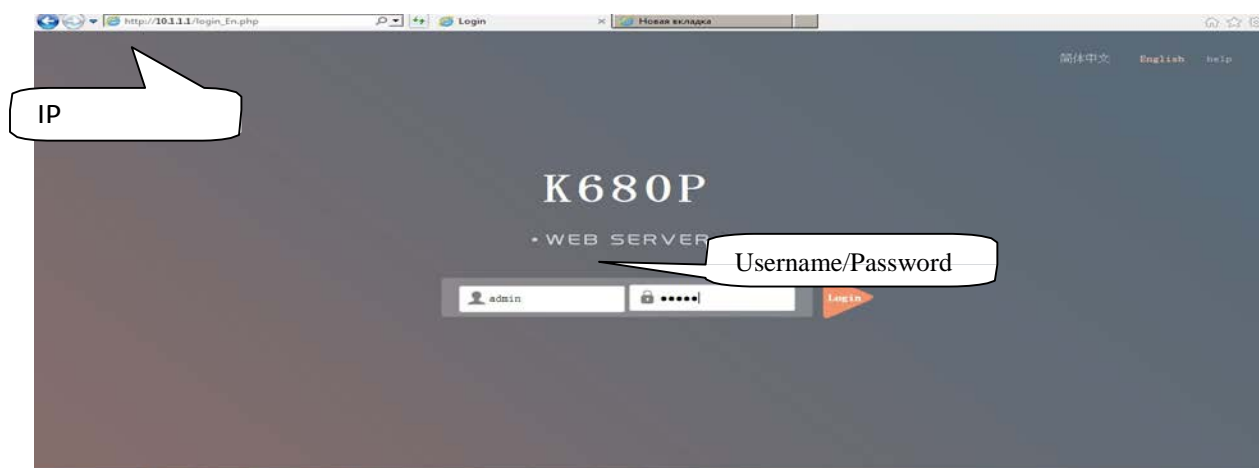 http://10.1.1.1/login_En.php
Login
Новая вкладка
简体中文 English help
IP
K680P
• WEB SERVER
Username/Password
admin
•••••
Login